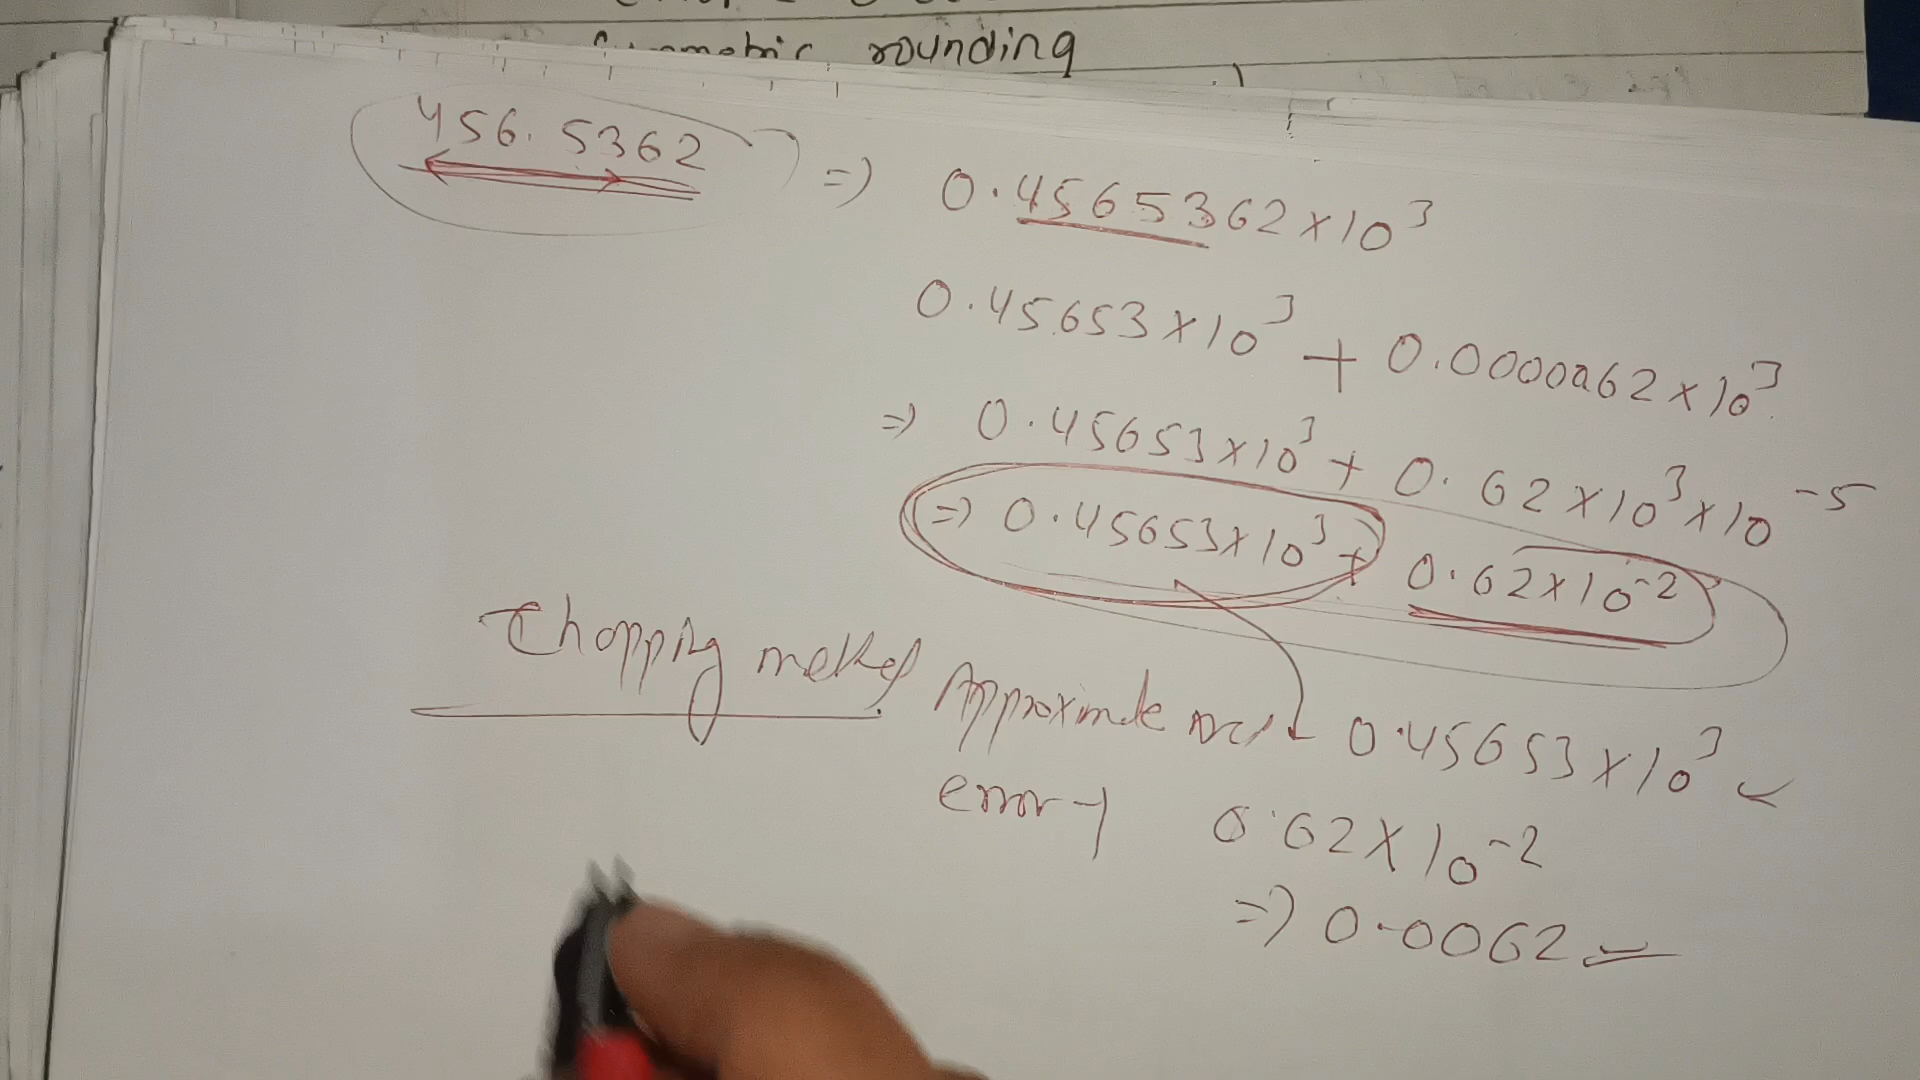 rounding
456.5362 => 0.4565362×10³
0.45653×10³ + 0.0000062×10³
=> 0.45653×10³ + 0.62×10³×10⁻⁵
=> 0.45653×10³ + 0.62×10⁻²
Chopping method
Approximate 0.45653×10³
error → 0.62×10⁻²
=> 0.0062